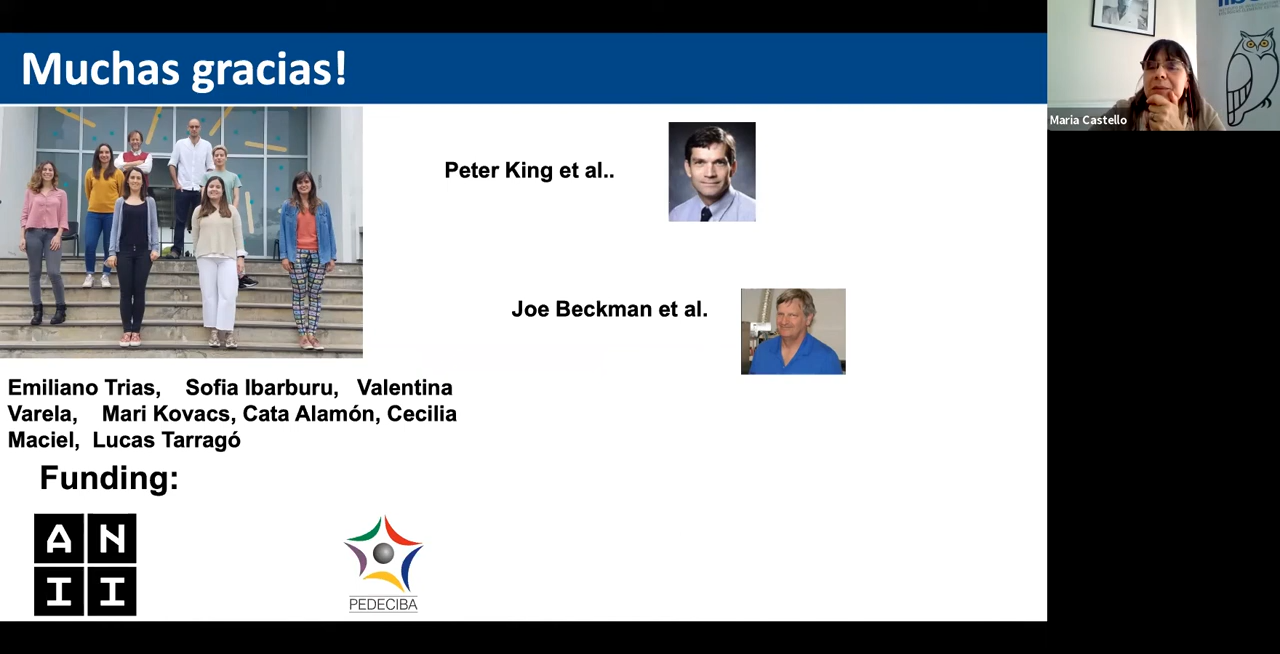 Muchas gracias!
Maria Castello
Peter King et al..
Joe Beckman et al.
Emiliano Trias, Sofia Ibarburu, Valentina
Varela, Mari Kovacs, Cata Alamón, Cecilia
Maciel, Lucas Tarragó
Funding:
A N
I I
PEDECIBA